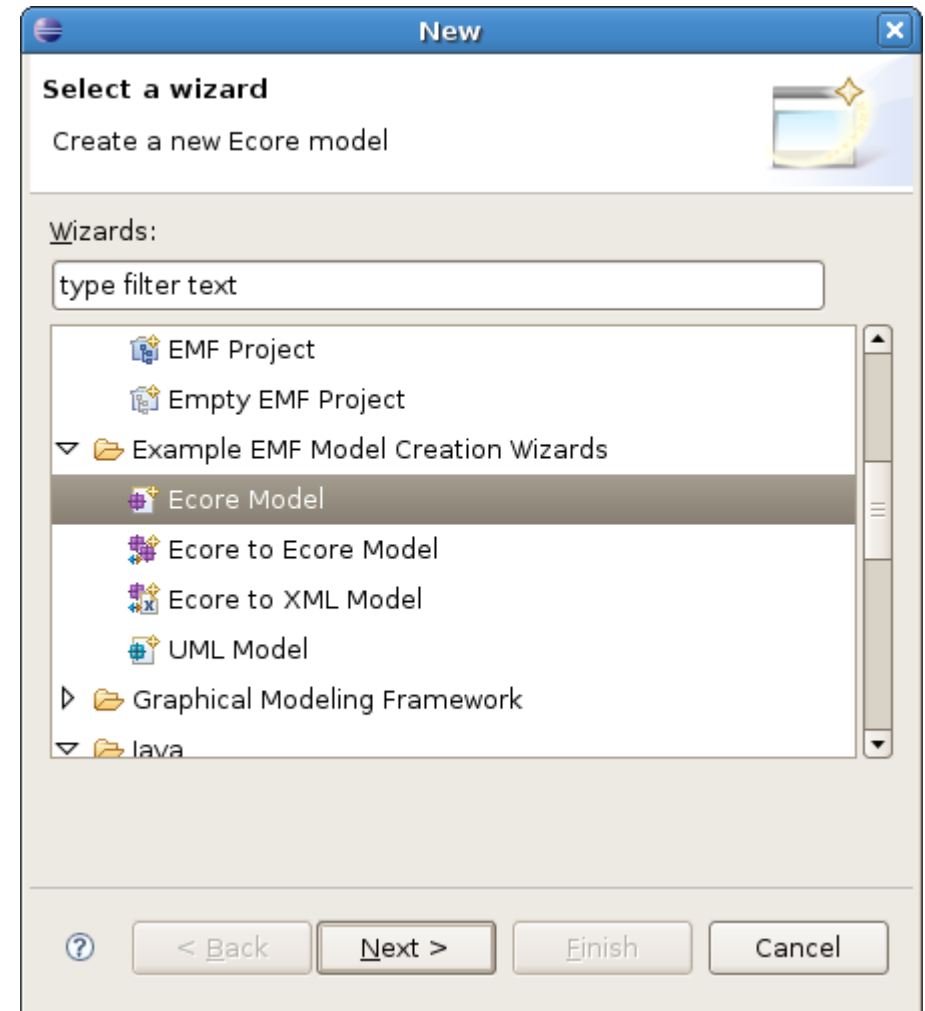 New
Select a wizard
Create a new Ecore model
Wizards:
type filter text
EMF Project
Empty EMF Project
Example EMF Model Creation Wizards
Ecore Model
Ecore to Ecore Model
Ecore to XML Model
UML Model
Graphical Modeling Framework
Java
< Back Next > Finish Cancel